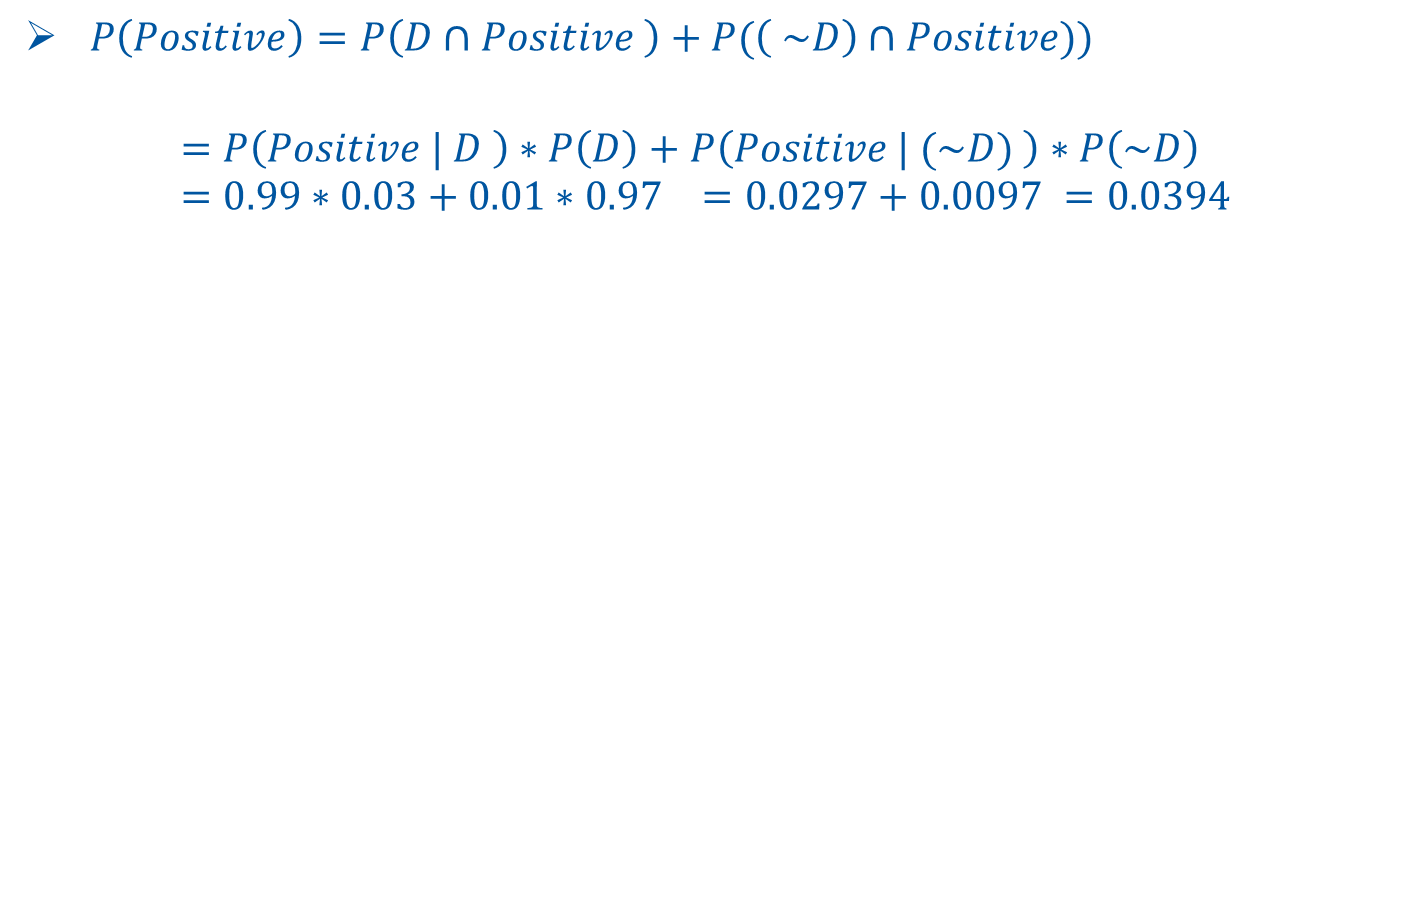 ➢ P(Positive) = P(D ∩ Positive ) + P(( ~D) ∩ Positive))
= P(Positive | D ) ∗ P(D) + P(Positive | (~D) ) ∗ P(~D)
= 0.99 ∗ 0.03 + 0.01 ∗ 0.97 = 0.0297 + 0.0097 = 0.0394